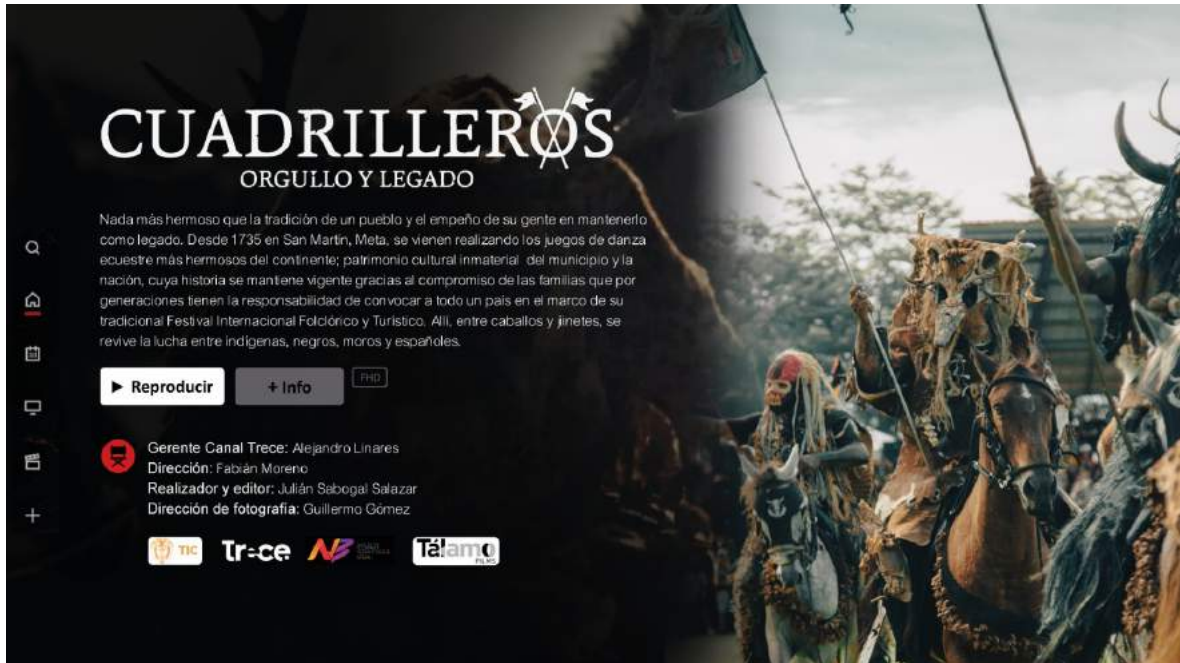 CUADRILLEROS
ORGULLO Y LEGADO
Nada más hermoso que la tradición de un pueblo y el empeño de su gente en mantenerlo
como legado. Desde 1735 en San Martin, Meta, se vienen realizando los juegos de danza
ecuestre más hermosos del continente; patrimonio cultural inmaterial del municipio y la
nación, cuya historia se mantiene vigente gracias al compromiso de las familias que por
generaciones tienen la responsabilidad de convocar a todo un país en el marco de su
tradicional Festival Internacional Folclórico y Turístico. Allí, entre caballos y jinetes, se
revive la lucha entre indígenas, negros, moros y españoles.
▶ Reproducir
+ Info
FHD
Gerente Canal Trece: Alejandro Linares
Dirección: Fabián Moreno
Realizador y editor: Julián Sabogal Salazar
Dirección de fotografía: Guillermo Gómez
TIC
Trece
N3
Tálamo
FILMS